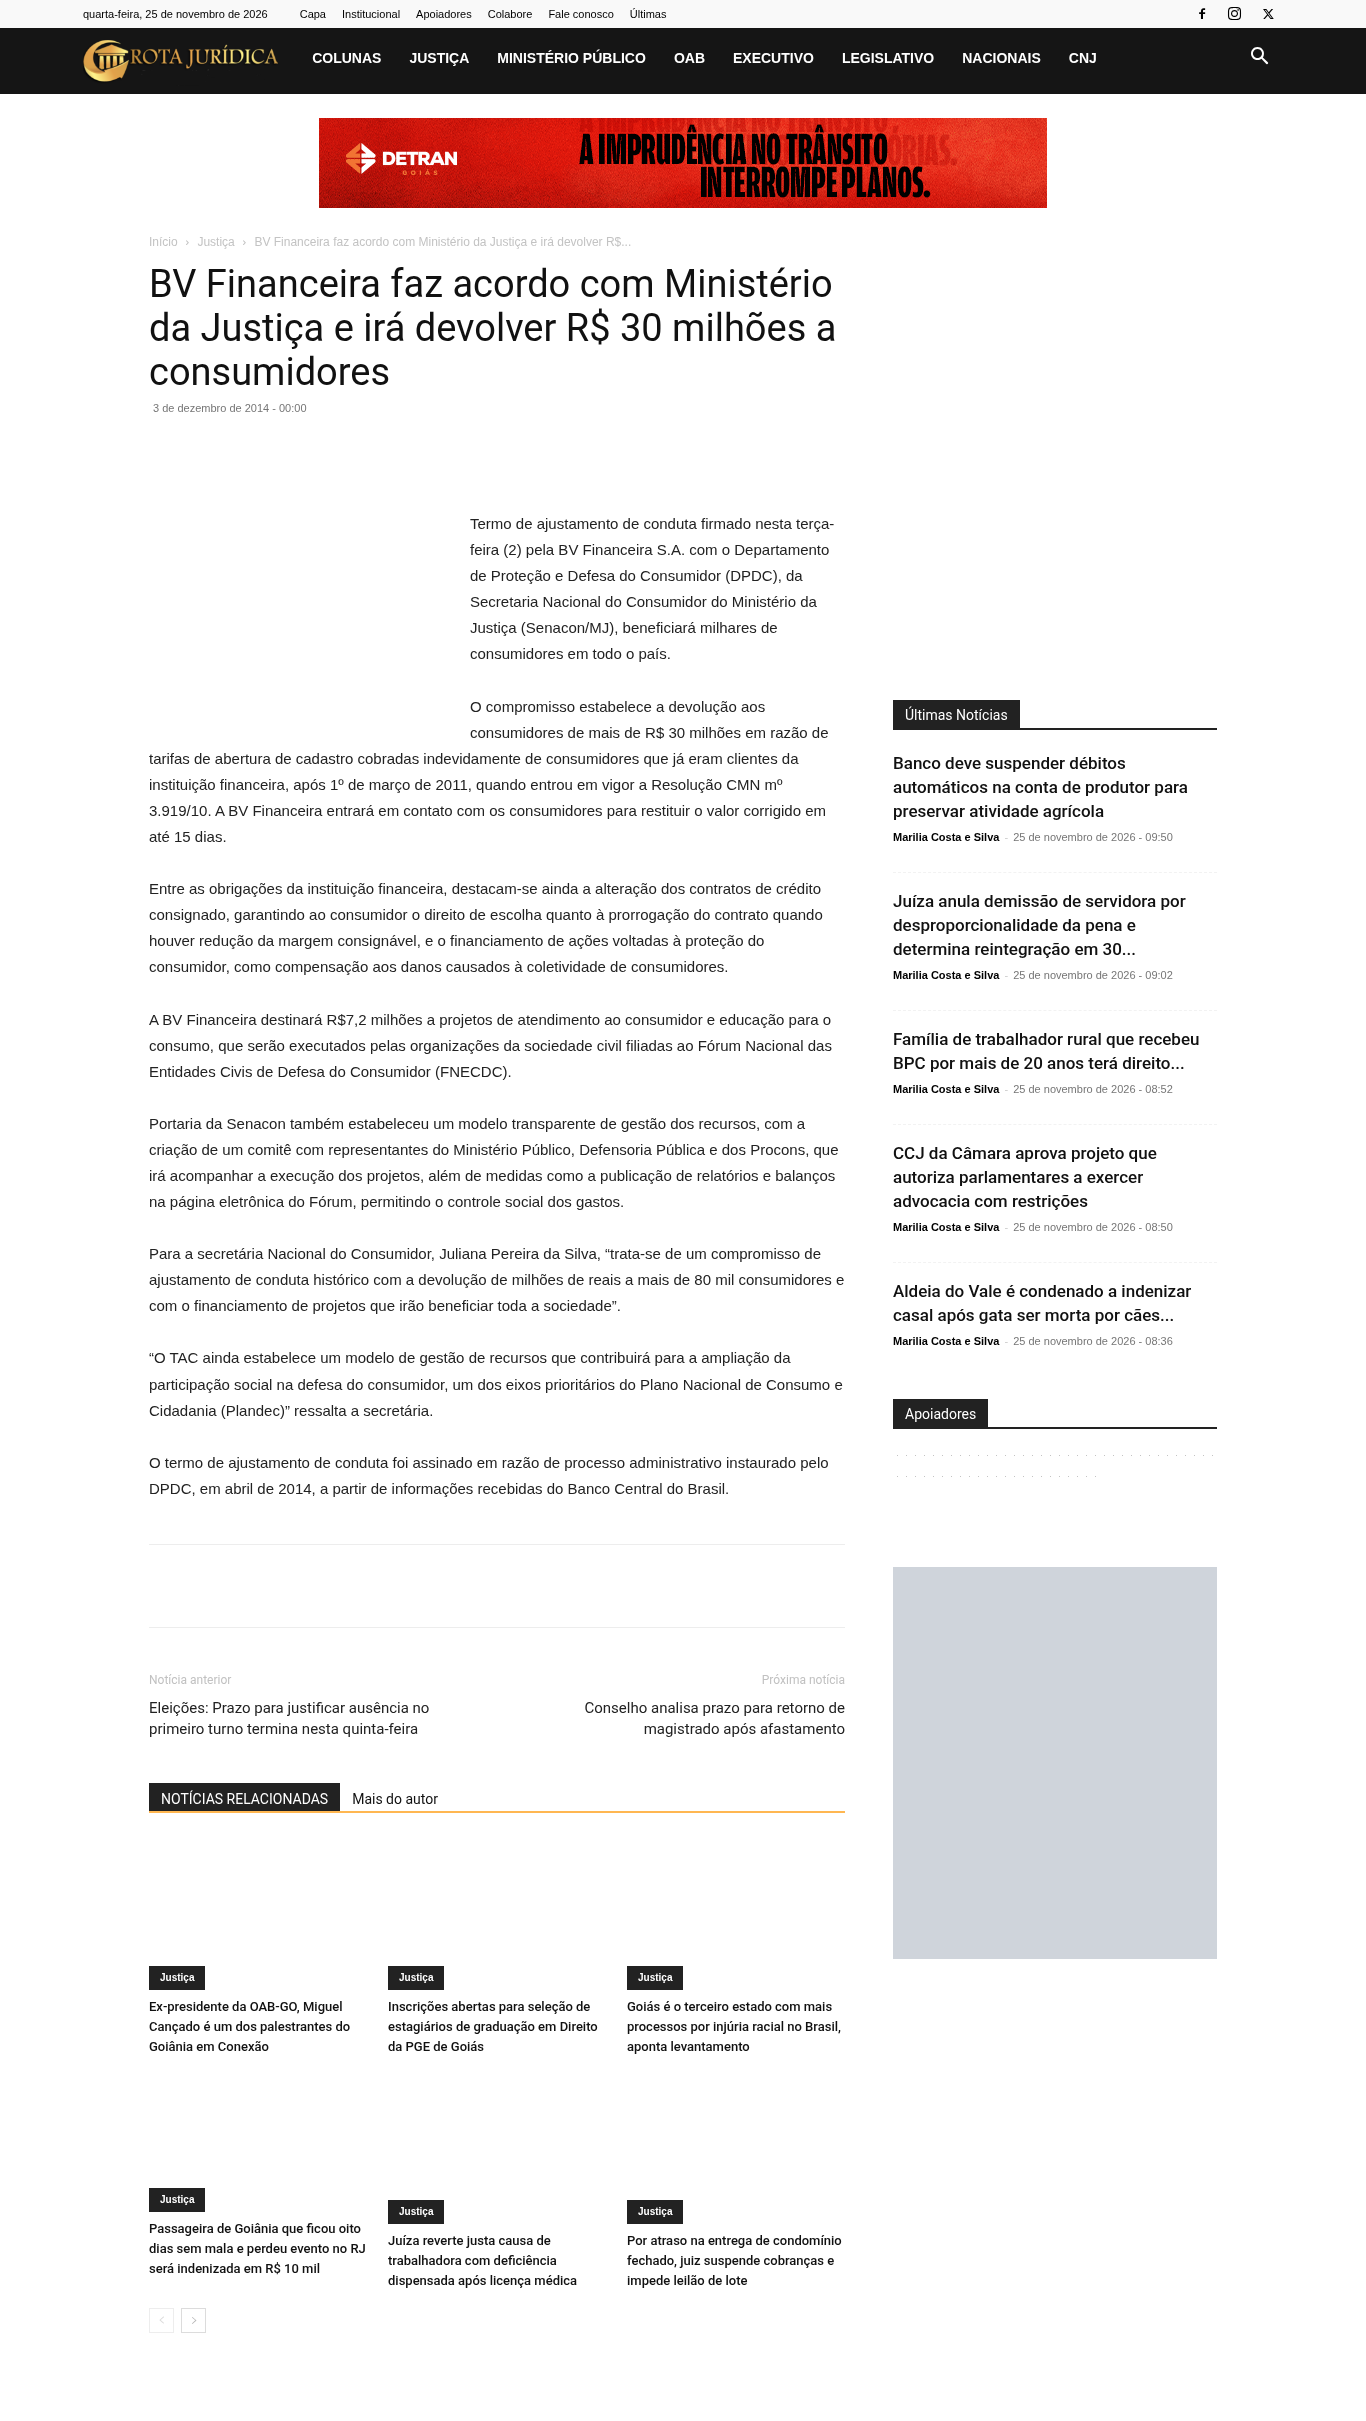 quarta-feira, 25 de novembro de 2026
Capa
Institucional
Apoiadores
Colabore
Fale conosco
Últimas
ROTA JURÍDICA
COLUNAS
JUSTIÇA
MINISTÉRIO PÚBLICO
OAB
EXECUTIVO
LEGISLATIVO
NACIONAIS
CNJ
DETRAN
GOIÁS
A IMPRUDÊNCIA NO TRÂNSITO
INTERROMPE PLANOS.
Início › Justiça › BV Financeira faz acordo com Ministério da Justiça e irá devolver R$...
BV Financeira faz acordo com Ministério
da Justiça e irá devolver R$ 30 milhões a
consumidores
3 de dezembro de 2014 - 00:00
Termo de ajustamento de conduta firmado nesta terça-
feira (2) pela BV Financeira S.A. com o Departamento
de Proteção e Defesa do Consumidor (DPDC), da
Secretaria Nacional do Consumidor do Ministério da
Justiça (Senacon/MJ), beneficiará milhares de
consumidores em todo o país.
O compromisso estabelece a devolução aos
consumidores de mais de R$ 30 milhões em razão de
tarifas de abertura de cadastro cobradas indevidamente de consumidores que já eram clientes da
instituição financeira, após 1º de março de 2011, quando entrou em vigor a Resolução CMN mº
3.919/10. A BV Financeira entrará em contato com os consumidores para restituir o valor corrigido em
até 15 dias.
Entre as obrigações da instituição financeira, destacam-se ainda a alteração dos contratos de crédito
consignado, garantindo ao consumidor o direito de escolha quanto à prorrogação do contrato quando
houver redução da margem consignável, e o financiamento de ações voltadas à proteção do
consumidor, como compensação aos danos causados à coletividade de consumidores.
A BV Financeira destinará R$7,2 milhões a projetos de atendimento ao consumidor e educação para o
consumo, que serão executados pelas organizações da sociedade civil filiadas ao Fórum Nacional das
Entidades Civis de Defesa do Consumidor (FNECDC).
Portaria da Senacon também estabeleceu um modelo transparente de gestão dos recursos, com a
criação de um comitê com representantes do Ministério Público, Defensoria Pública e dos Procons, que
irá acompanhar a execução dos projetos, além de medidas como a publicação de relatórios e balanços
na página eletrônica do Fórum, permitindo o controle social dos gastos.
Para a secretária Nacional do Consumidor, Juliana Pereira da Silva, “trata-se de um compromisso de
ajustamento de conduta histórico com a devolução de milhões de reais a mais de 80 mil consumidores e
com o financiamento de projetos que irão beneficiar toda a sociedade”.
“O TAC ainda estabelece um modelo de gestão de recursos que contribuirá para a ampliação da
participação social na defesa do consumidor, um dos eixos prioritários do Plano Nacional de Consumo e
Cidadania (Plandec)” ressalta a secretária.
O termo de ajustamento de conduta foi assinado em razão de processo administrativo instaurado pelo
DPDC, em abril de 2014, a partir de informações recebidas do Banco Central do Brasil.
Notícia anterior
Eleições: Prazo para justificar ausência no
primeiro turno termina nesta quinta-feira
Próxima notícia
Conselho analisa prazo para retorno de
magistrado após afastamento
NOTÍCIAS RELACIONADAS
Mais do autor
Justiça
Ex-presidente da OAB-GO, Miguel
Cançado é um dos palestrantes do
Goiânia em Conexão
Justiça
Inscrições abertas para seleção de
estagiários de graduação em Direito
da PGE de Goiás
Justiça
Goiás é o terceiro estado com mais
processos por injúria racial no Brasil,
aponta levantamento
Justiça
Passageira de Goiânia que ficou oito
dias sem mala e perdeu evento no RJ
será indenizada em R$ 10 mil
Justiça
Juíza reverte justa causa de
trabalhadora com deficiência
dispensada após licença médica
Justiça
Por atraso na entrega de condomínio
fechado, juiz suspende cobranças e
impede leilão de lote
Últimas Notícias
Banco deve suspender débitos
automáticos na conta de produtor para
preservar atividade agrícola
Marilia Costa e Silva - 25 de novembro de 2026 - 09:50
Juíza anula demissão de servidora por
desproporcionalidade da pena e
determina reintegração em 30...
Marilia Costa e Silva - 25 de novembro de 2026 - 09:02
Família de trabalhador rural que recebeu
BPC por mais de 20 anos terá direito...
Marilia Costa e Silva - 25 de novembro de 2026 - 08:52
CCJ da Câmara aprova projeto que
autoriza parlamentares a exercer
advocacia com restrições
Marilia Costa e Silva - 25 de novembro de 2026 - 08:50
Aldeia do Vale é condenado a indenizar
casal após gata ser morta por cães...
Marilia Costa e Silva - 25 de novembro de 2026 - 08:36
Apoiadores